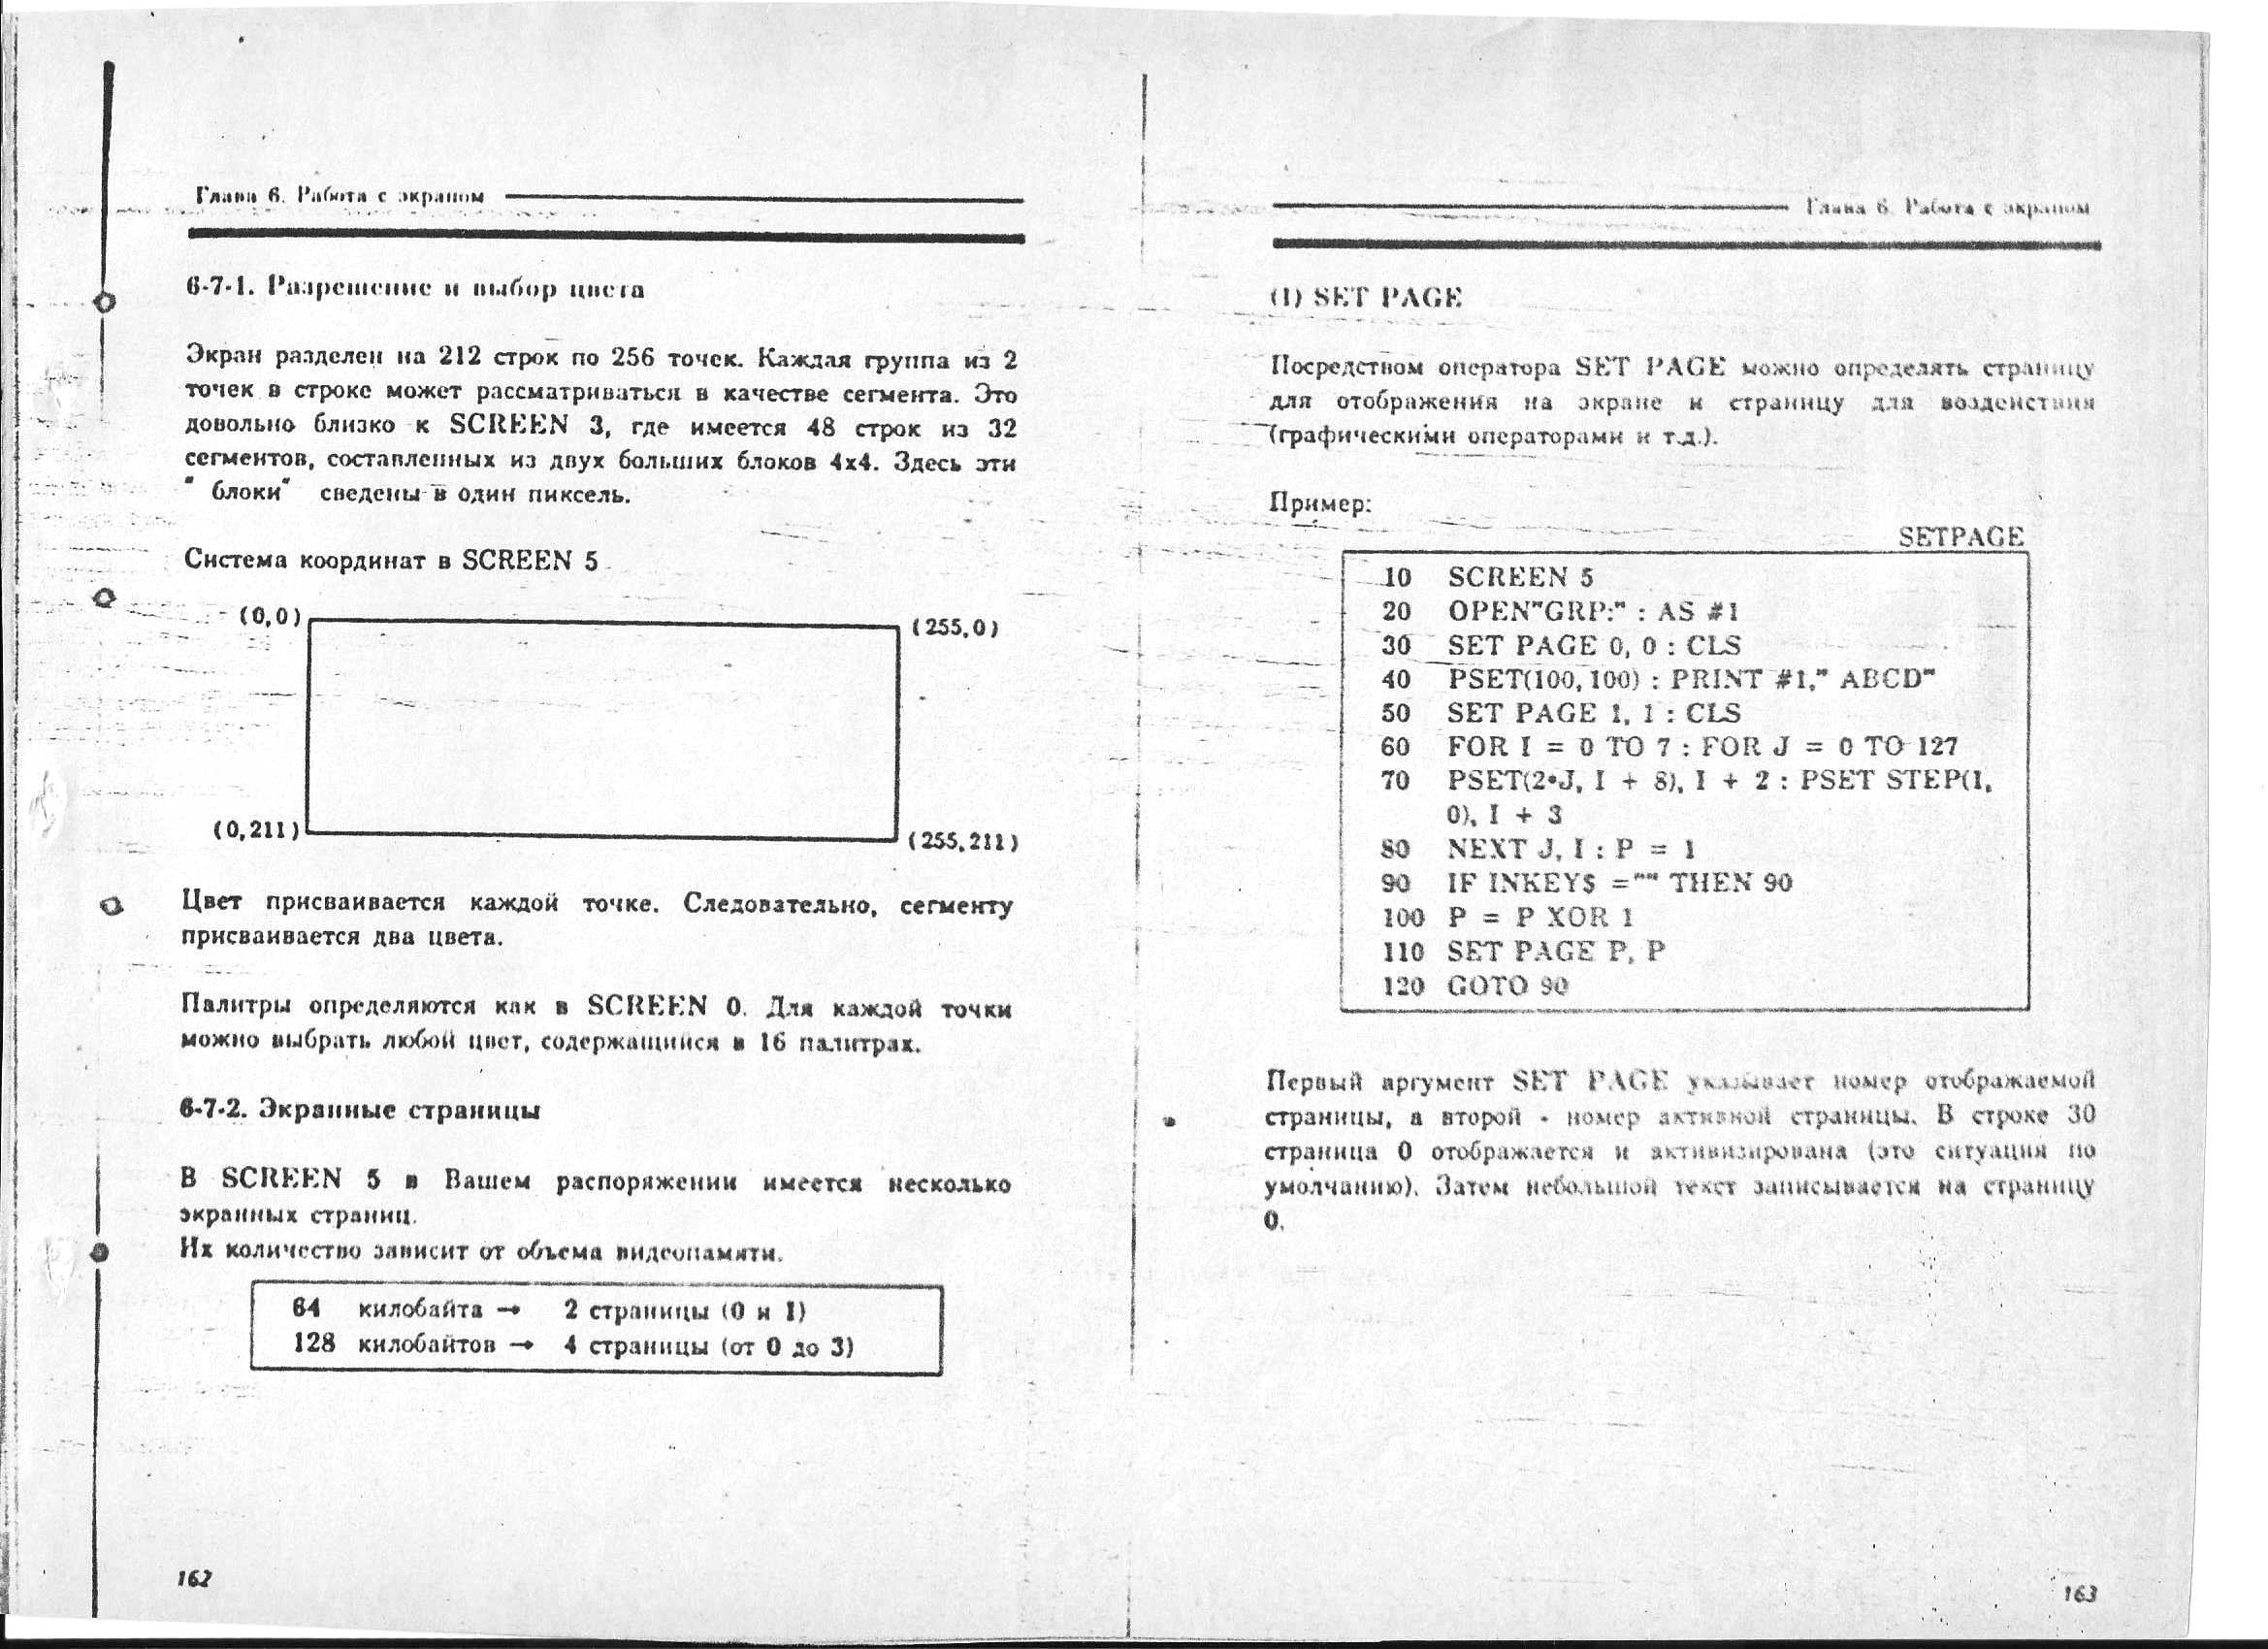 Глава 6. Работа с экраном
6-7-1. Разрешение и выбор цвета
Экран разделен на 212 строк по 256 точек. Каждая группа из 2
точек в строке может рассматриваться в качестве сегмента. Это
довольно близко к SCREEN 3, где имеется 48 строк из 32
сегментов, составленных из двух больших блоков 4x4. Здесь эти
" блоки" сведены в один пиксель.
Система координат в SCREEN 5
(0,0)
(255,0)
(0,211)
(255,211)
Цвет присваивается каждой точке. Следовательно, сегменту
присваивается два цвета.
Палитры определяются как в SCREEN 0. Для каждой точки
можно выбрать любой цвет, содержащийся в 16 палитрах.
6-7-2. Экранные страницы
В SCREEN 5 в Вашем распоряжении имеется несколько
экранных страниц.
Их количество зависит от объема видеопамяти.
64 килобайта → 2 страницы (0 и 1)
128 килобайтов → 4 страницы (от 0 до 3)
162
Глава 6. Работа с экраном
(1) SET PAGE
Посредством оператора SET PAGE можно определять страницу
для отображения на экране и страницу для воздействия
(графическими операторами и т.д.).
Пример:
SETPAGE
10 SCREEN 5
20 OPEN"GRP:" : AS #1
30 SET PAGE 0, 0 : CLS
40 PSET(100, 100) : PRINT #1," ABCD"
50 SET PAGE 1, 1 : CLS
60 FOR I = 0 TO 7 : FOR J = 0 TO 127
70 PSET(2*J, I + 8), I + 2 : PSET STEP(1,
0), I + 3
80 NEXT J, I : P = 1
90 IF INKEY$ ="" THEN 90
100 P = P XOR 1
110 SET PAGE P, P
120 GOTO 90
Первый аргумент SET PAGE указывает номер отображаемой
страницы, а второй - номер активной страницы. В строке 30
страница 0 отображается и активизирована (это ситуация по
умолчанию). Затем небольшой текст записывается на страницу
0.
163